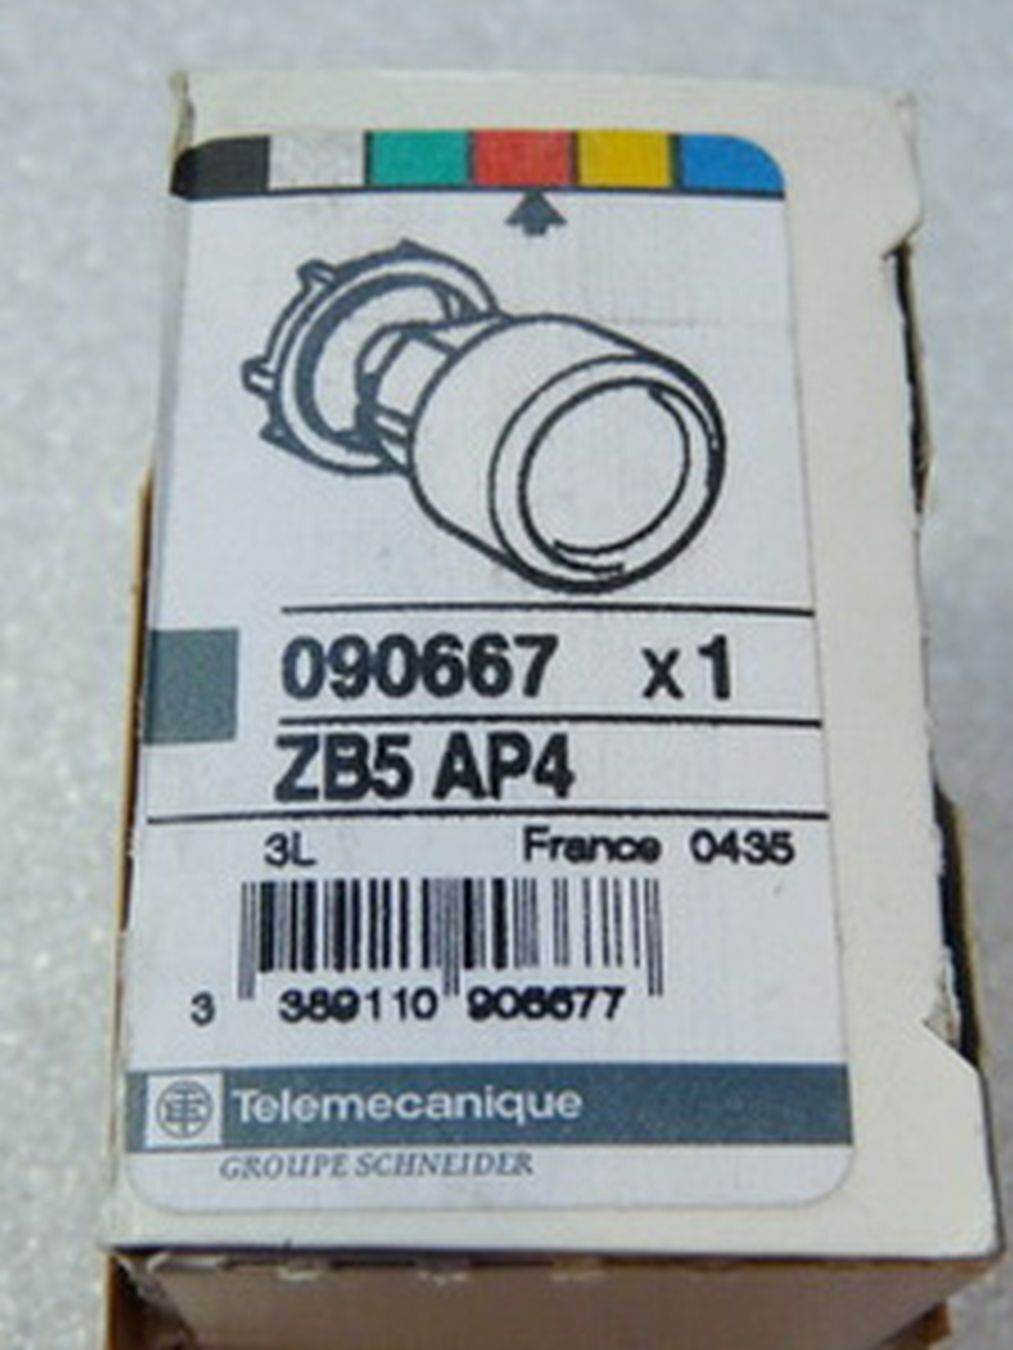 090667 x1
ZB5 AP4
3L France 0435
3 389110 906677
Telemecanique
GROUPE SCHNEIDER